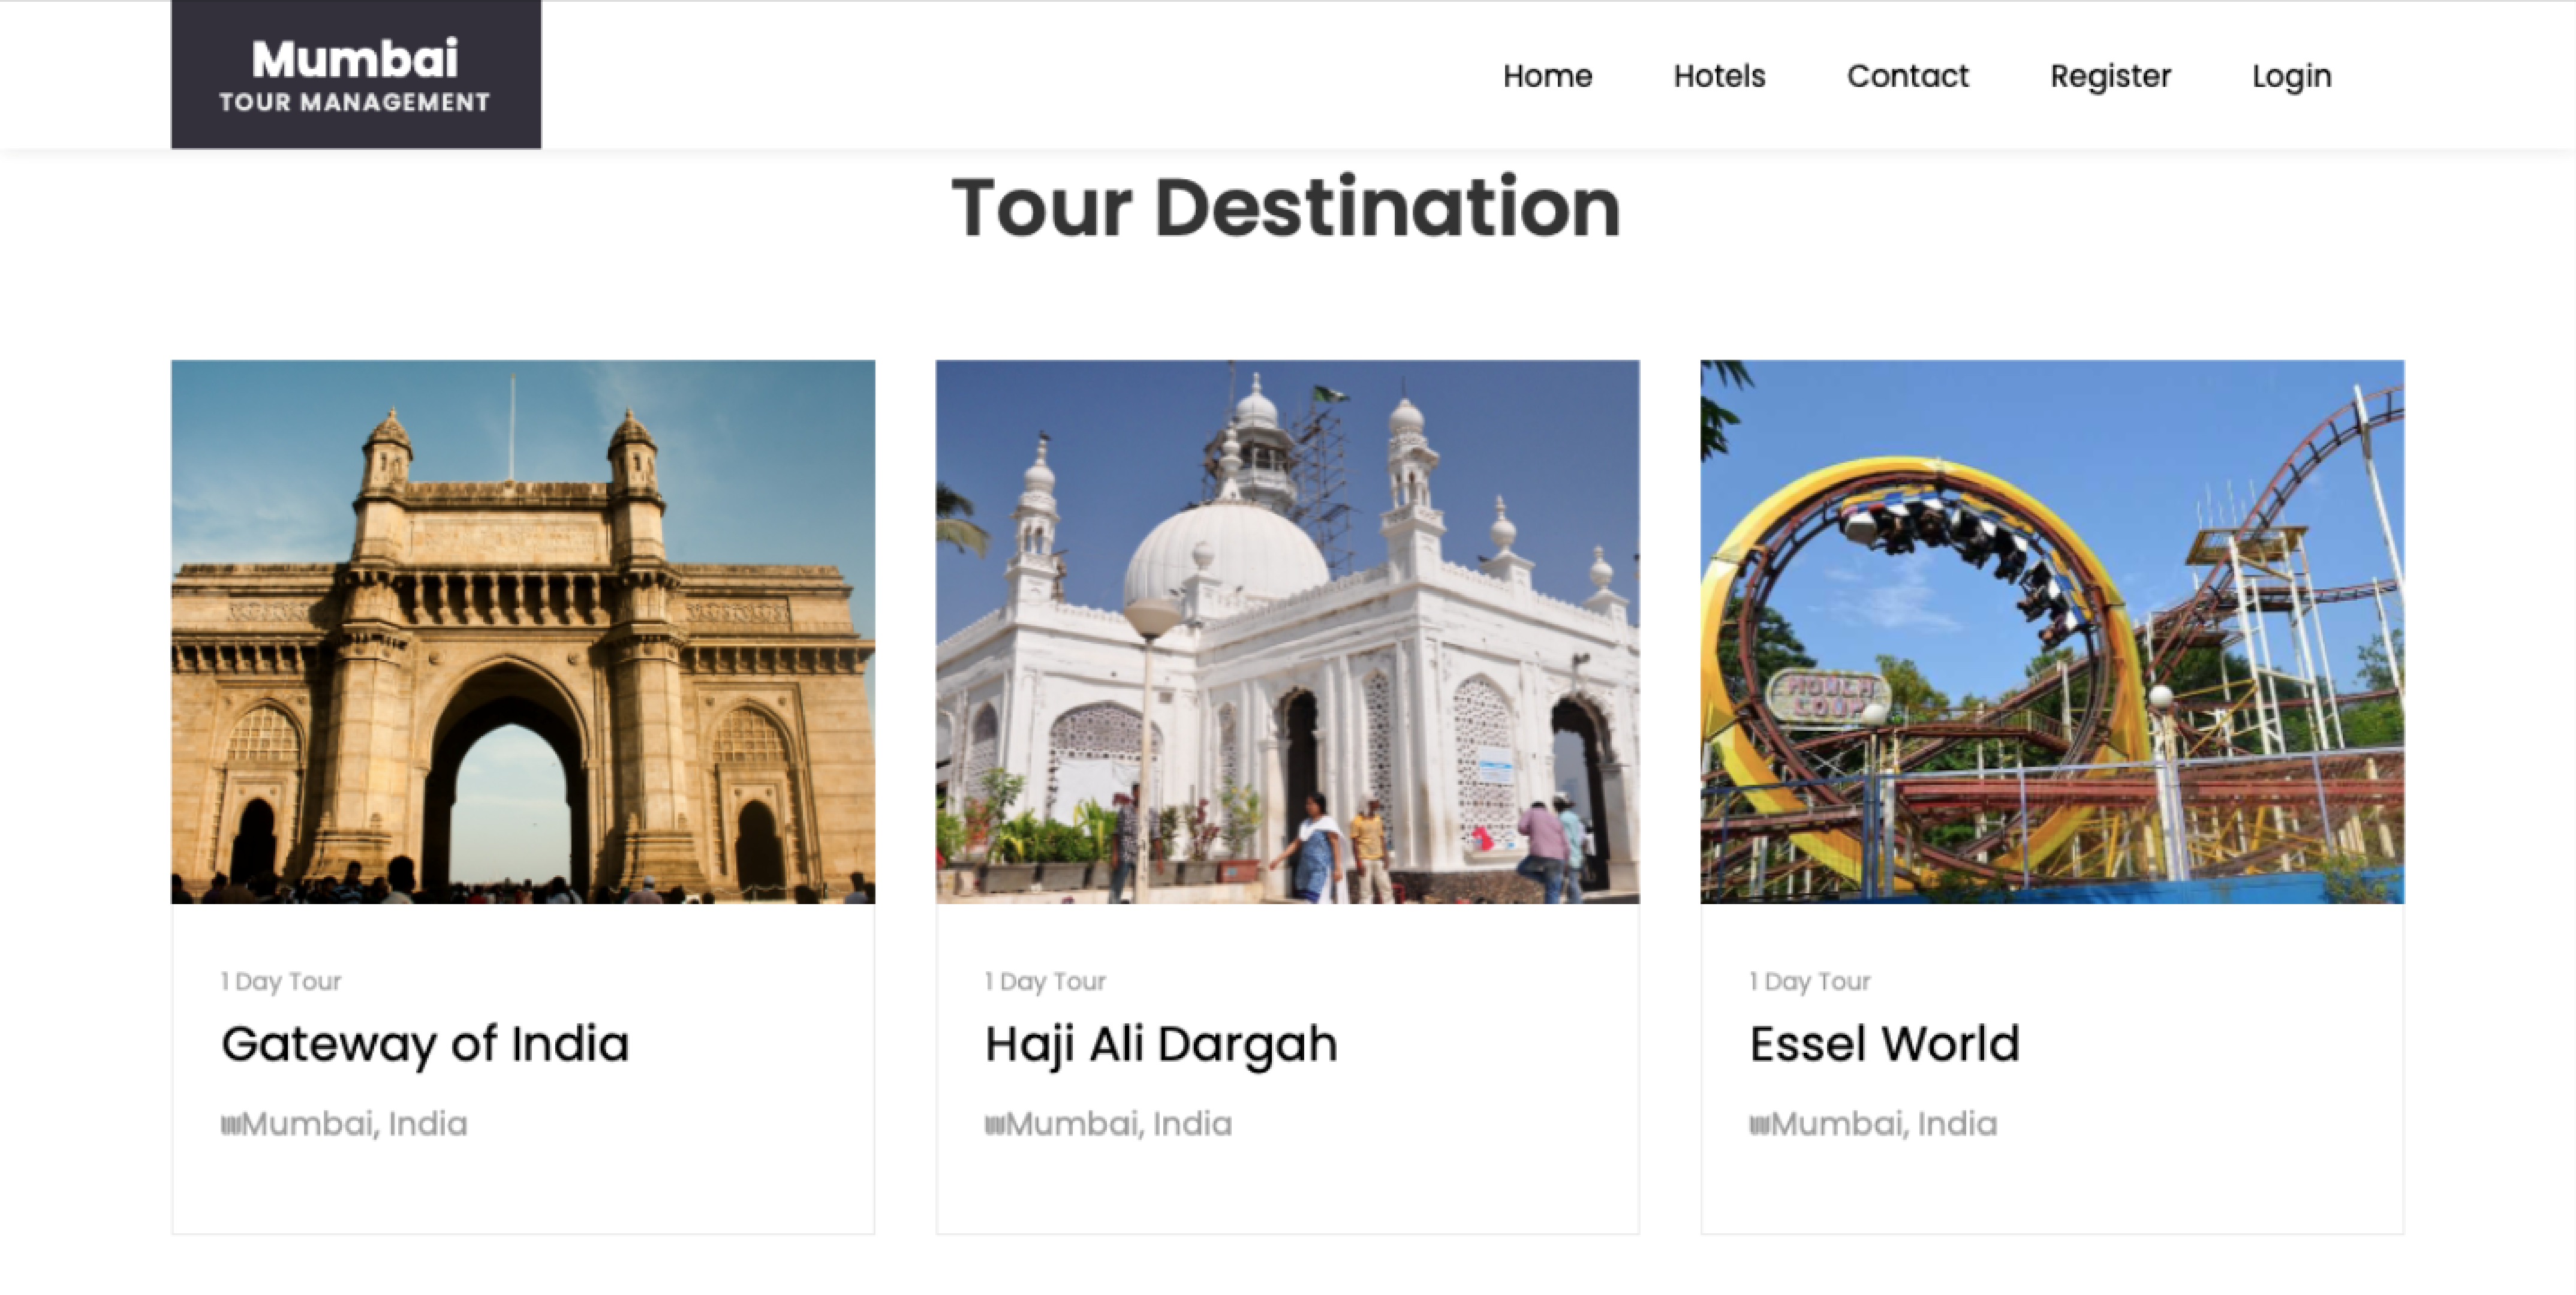 Mumbai
TOUR MANAGEMENT
Home Hotels Contact Register Login
Tour Destination
1 Day Tour
Gateway of India
Mumbai, India
1 Day Tour
Haji Ali Dargah
Mumbai, India
1 Day Tour
Essel World
Mumbai, India